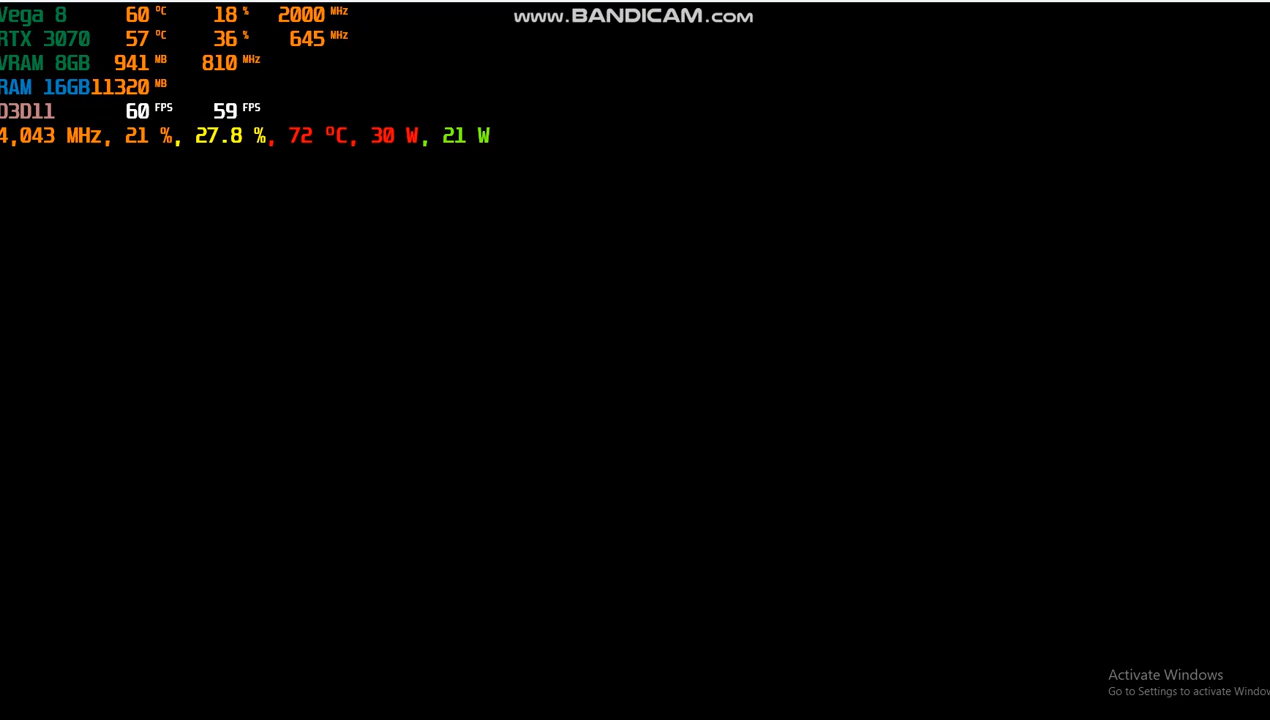 Vega 8 60 °C 18 % 2000 MHz
www.BANDICAM.com
RTX 3070 57 °C 36 % 645 MHz
VRAM 8GB 941 MB 810 MHz
RAM 16GB 11320 MB
D3D11 60 FPS 59 FPS
4,043 MHz, 21 %, 27.8 %, 72 °C, 30 W, 21 W
Activate Windows
Go to Settings to activate Window